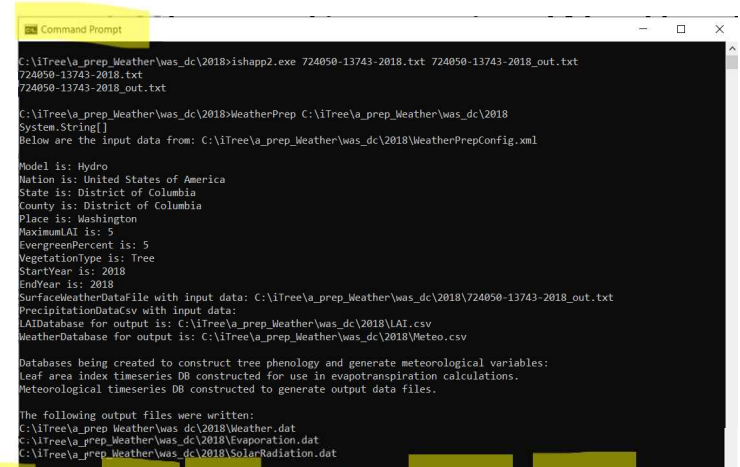 Command Prompt
C:\iTree\a_prep_Weather\was_dc\2018>ishapp2.exe 724050-13743-2018.txt 724050-13743-2018_out.txt
724050-13743-2018.txt
724050-13743-2018_out.txt
C:\iTree\a_prep_Weather\was_dc\2018>WeatherPrep C:\iTree\a_prep_Weather\was_dc\2018
System.String[]
Below are the input data from: C:\iTree\a_prep_Weather\was_dc\2018\WeatherPrepConfig.xml
Model is: Hydro
Nation is: United States of America
State is: District of Columbia
County is: District of Columbia
Place is: Washington
MaximumLAI is: 5
EvergreenPercent is: 5
VegetationType is: Tree
StartYear is: 2018
EndYear is: 2018
SurfaceWeatherDataFile with input data: C:\iTree\a_prep_Weather\was_dc\2018\724050-13743-2018_out.txt
PrecipitationDataCsv with input data:
LAIDatabase for output is: C:\iTree\a_prep_Weather\was_dc\2018\LAI.csv
WeatherDatabase for output is: C:\iTree\a_prep_Weather\was_dc\2018\Meteo.csv
Databases being created to construct tree phenology and generate meteorological variables:
Leaf area index timeseries DB constructed for use in evapotranspiration calculations.
Meteorological timeseries DB constructed to generate output data files.
The following output files were written:
C:\iTree\a_prep_Weather\was_dc\2018\Weather.dat
C:\iTree\a_prep_Weather\was_dc\2018\Evaporation.dat
C:\iTree\a_prep_Weather\was_dc\2018\SolarRadiation.dat